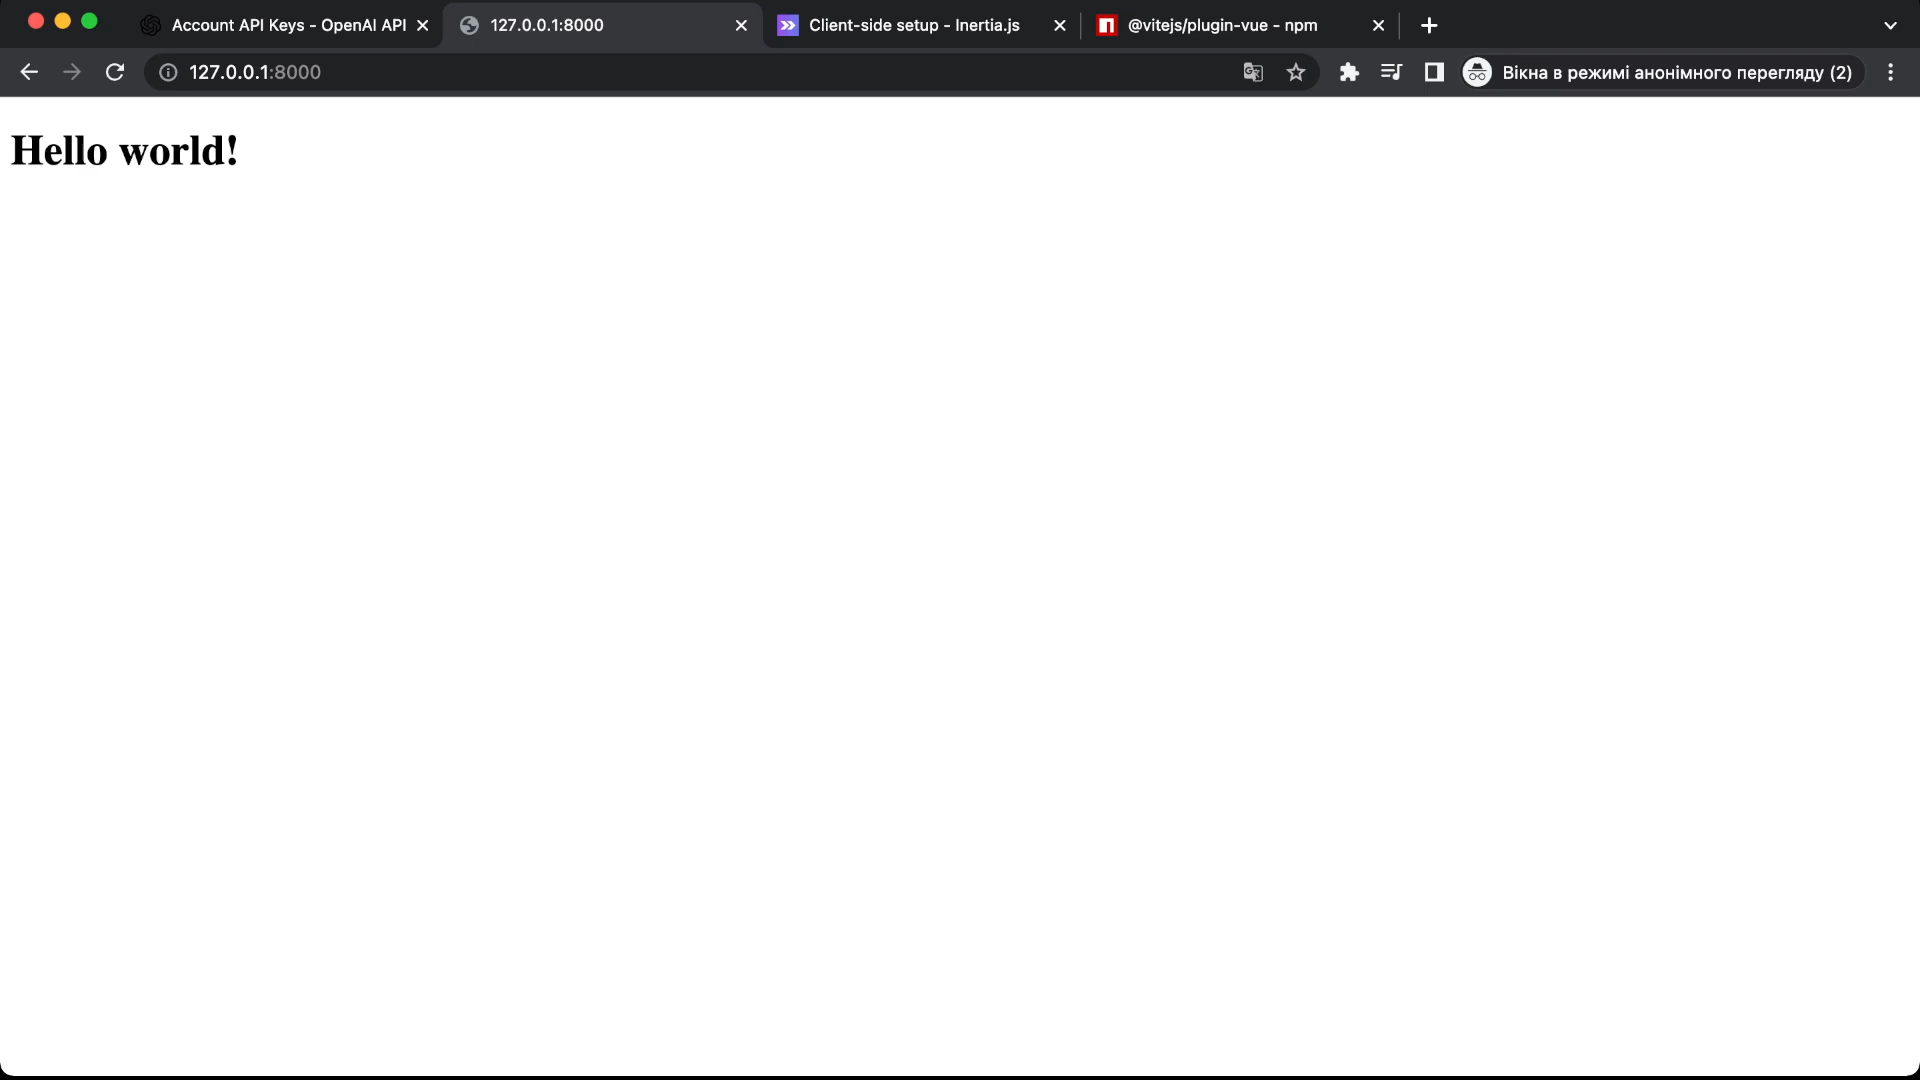 Account API Keys - OpenAI API
127.0.0.1:8000
Client-side setup - Inertia.js
@vitejs/plugin-vue - npm
127.0.0.1:8000
Вікна в режимі анонімного перегляду (2)
Hello world!